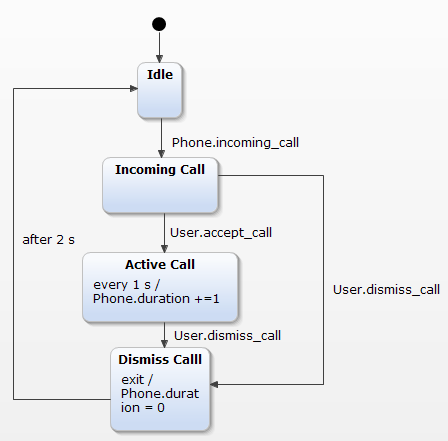 Idle
Phone.incoming_call
Incoming Call
User.accept_call
after 2 s
Active Call
every 1 s /
Phone.duration +=1
User.dismiss_call
User.dismiss_call
Dismiss Calll
exit /
Phone.durat
ion = 0